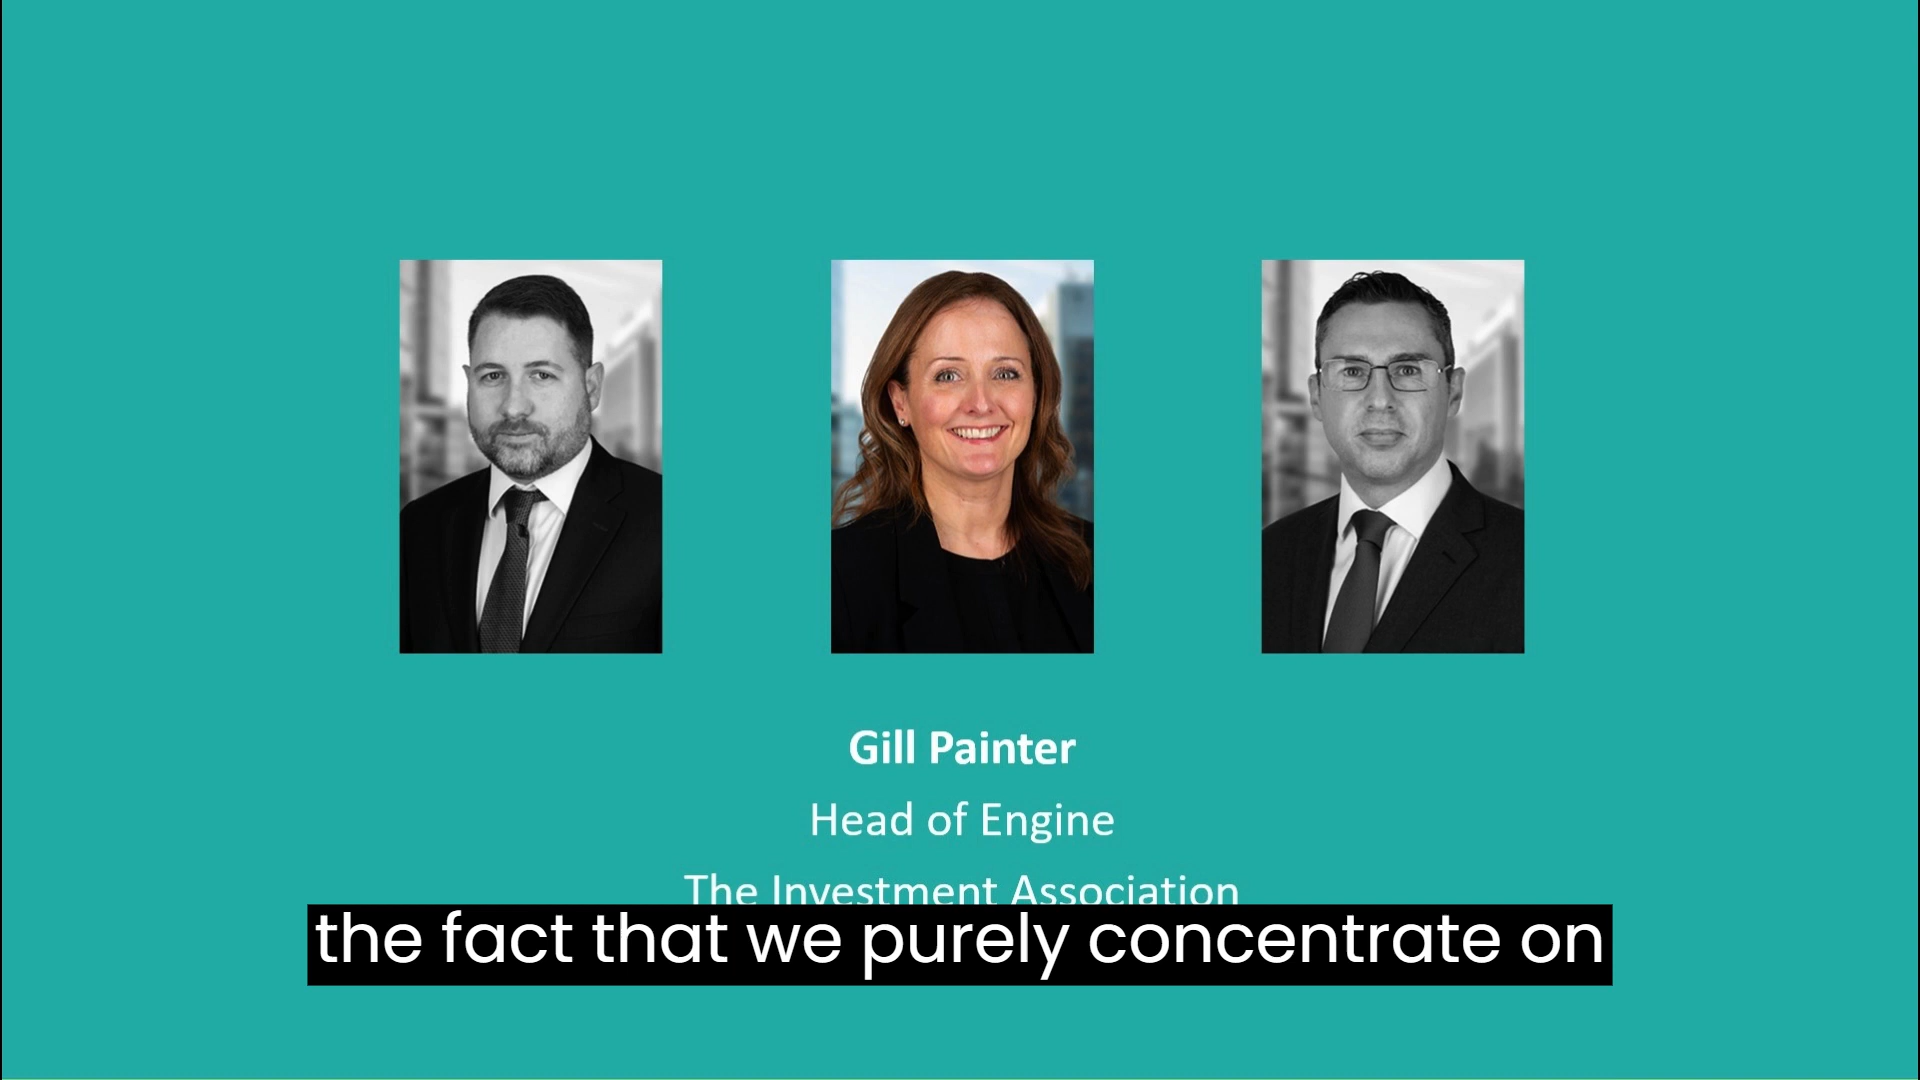 Gill Painter
Head of Engine
The Investment Association
the fact that we purely concentrate on